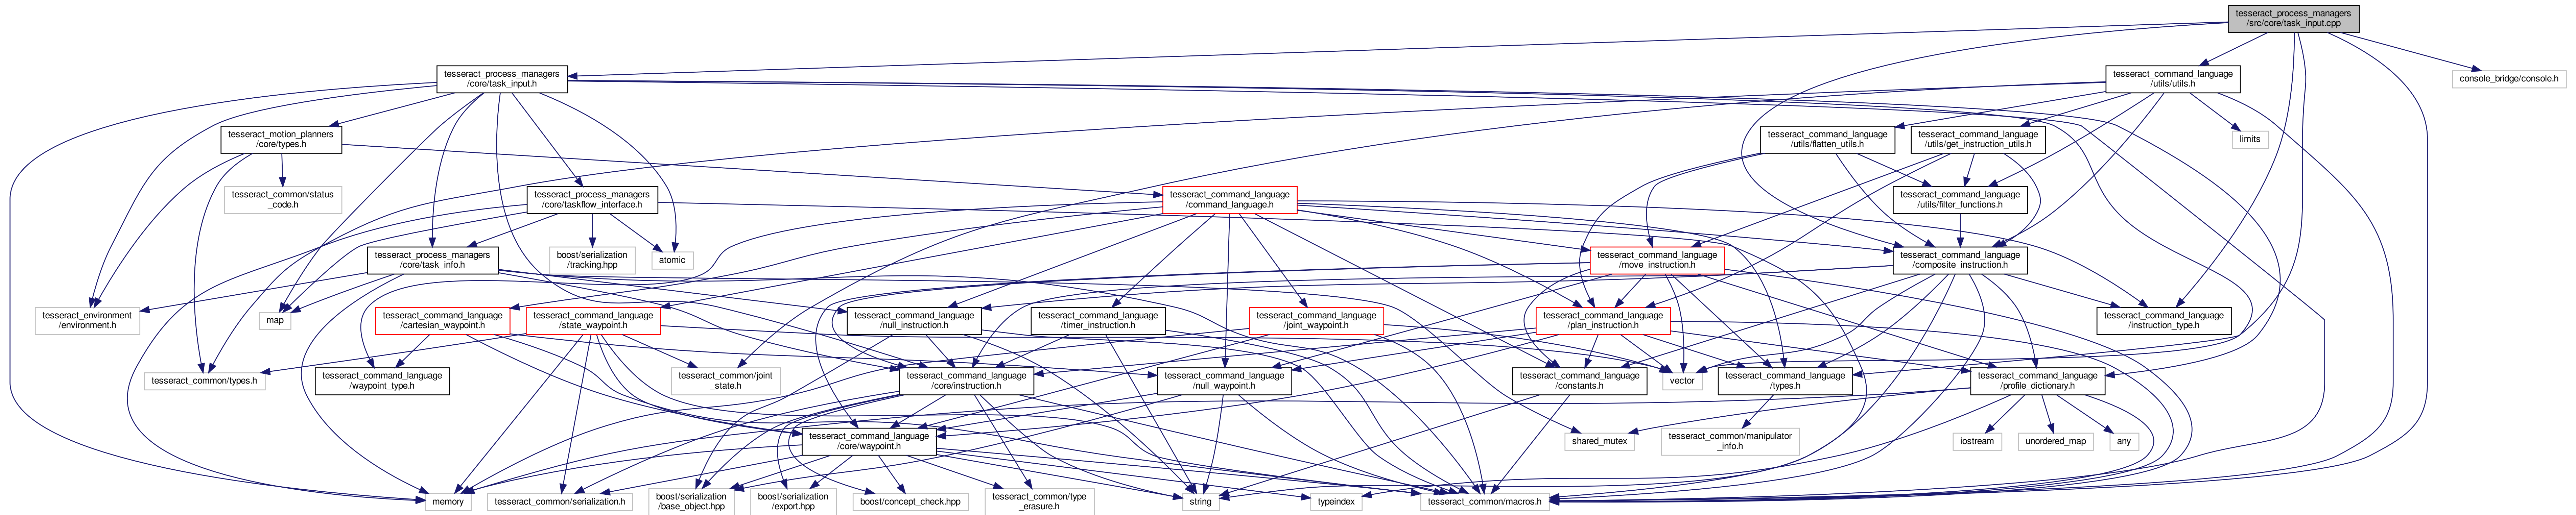 tesseract_process_managers
/src/core/task_input.cpp
tesseract_process_managers
/core/task_input.h
tesseract_command_language
/utils/utils.h
console_bridge/console.h
tesseract_motion_planners
/core/types.h
tesseract_command_language
/utils/flatten_utils.h
tesseract_command_language
/utils/get_instruction_utils.h
limits
tesseract_common/status
_code.h
tesseract_process_managers
/core/taskflow_interface.h
tesseract_command_language
/command_language.h
tesseract_command_language
/utils/filter_functions.h
tesseract_process_managers
/core/task_info.h
boost/serialization
/tracking.hpp
atomic
tesseract_command_language
/move_instruction.h
tesseract_command_language
/composite_instruction.h
tesseract_environment
/environment.h
map
tesseract_command_language
/cartesian_waypoint.h
tesseract_command_language
/state_waypoint.h
tesseract_command_language
/null_instruction.h
tesseract_command_language
/timer_instruction.h
tesseract_command_language
/joint_waypoint.h
tesseract_command_language
/plan_instruction.h
tesseract_command_language
/instruction_type.h
tesseract_common/types.h
tesseract_command_language
/waypoint_type.h
tesseract_common/joint
_state.h
tesseract_command_language
/core/instruction.h
tesseract_command_language
/null_waypoint.h
tesseract_command_language
/constants.h
vector
tesseract_command_language
/types.h
tesseract_command_language
/profile_dictionary.h
tesseract_command_language
/core/waypoint.h
shared_mutex
tesseract_common/manipulator
_info.h
iostream
unordered_map
any
memory
tesseract_common/serialization.h
boost/serialization
/base_object.hpp
boost/serialization
/export.hpp
boost/concept_check.hpp
tesseract_common/type
_erasure.h
string
typeindex
tesseract_common/macros.h